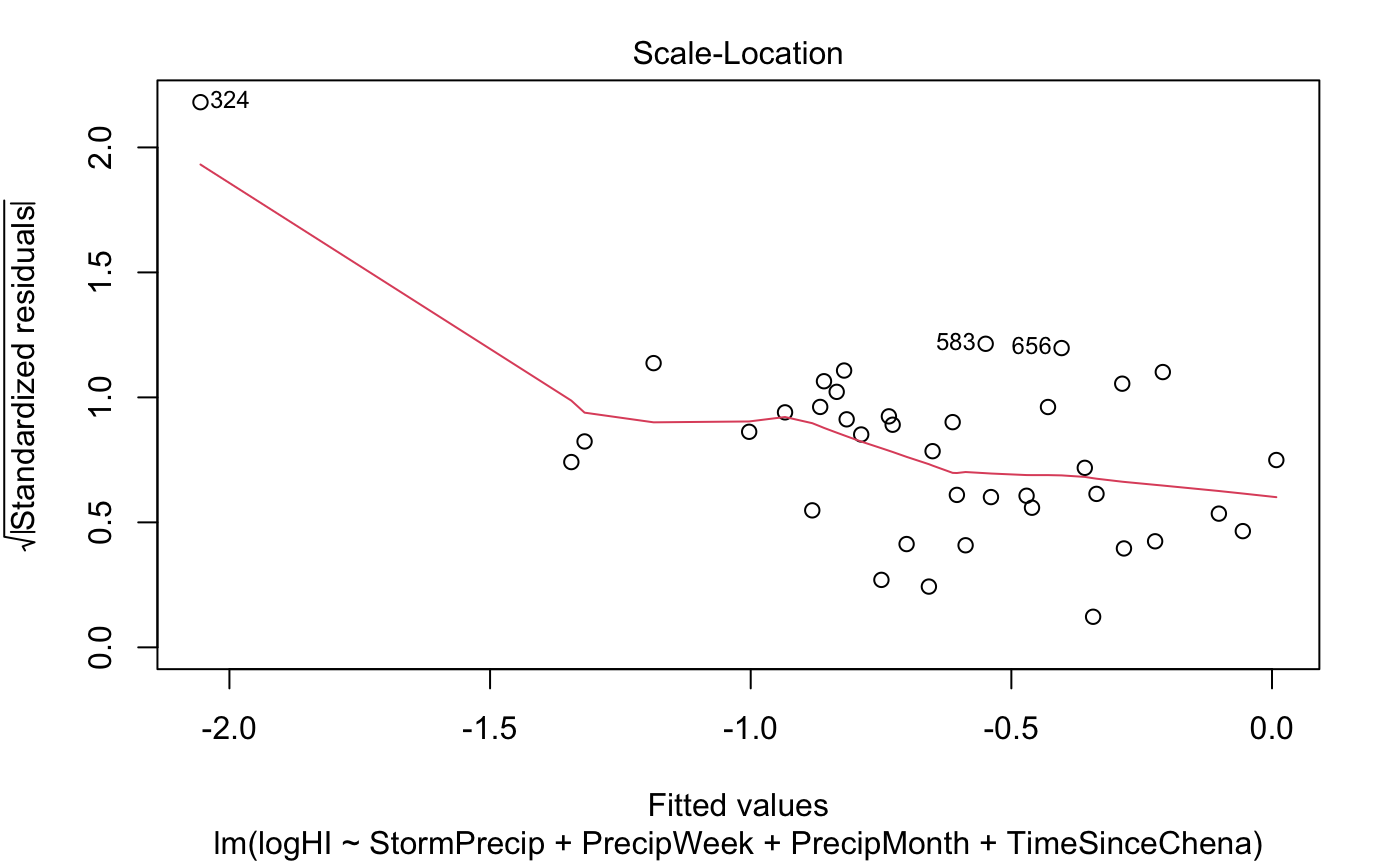 Scale-Location
324
583
656
√|Standardized residuals|
2.0
1.5
1.0
0.5
0.0
-2.0 -1.5 -1.0 -0.5 0.0
Fitted values
lm(logHI ~ StormPrecip + PrecipWeek + PrecipMonth + TimeSinceChena)